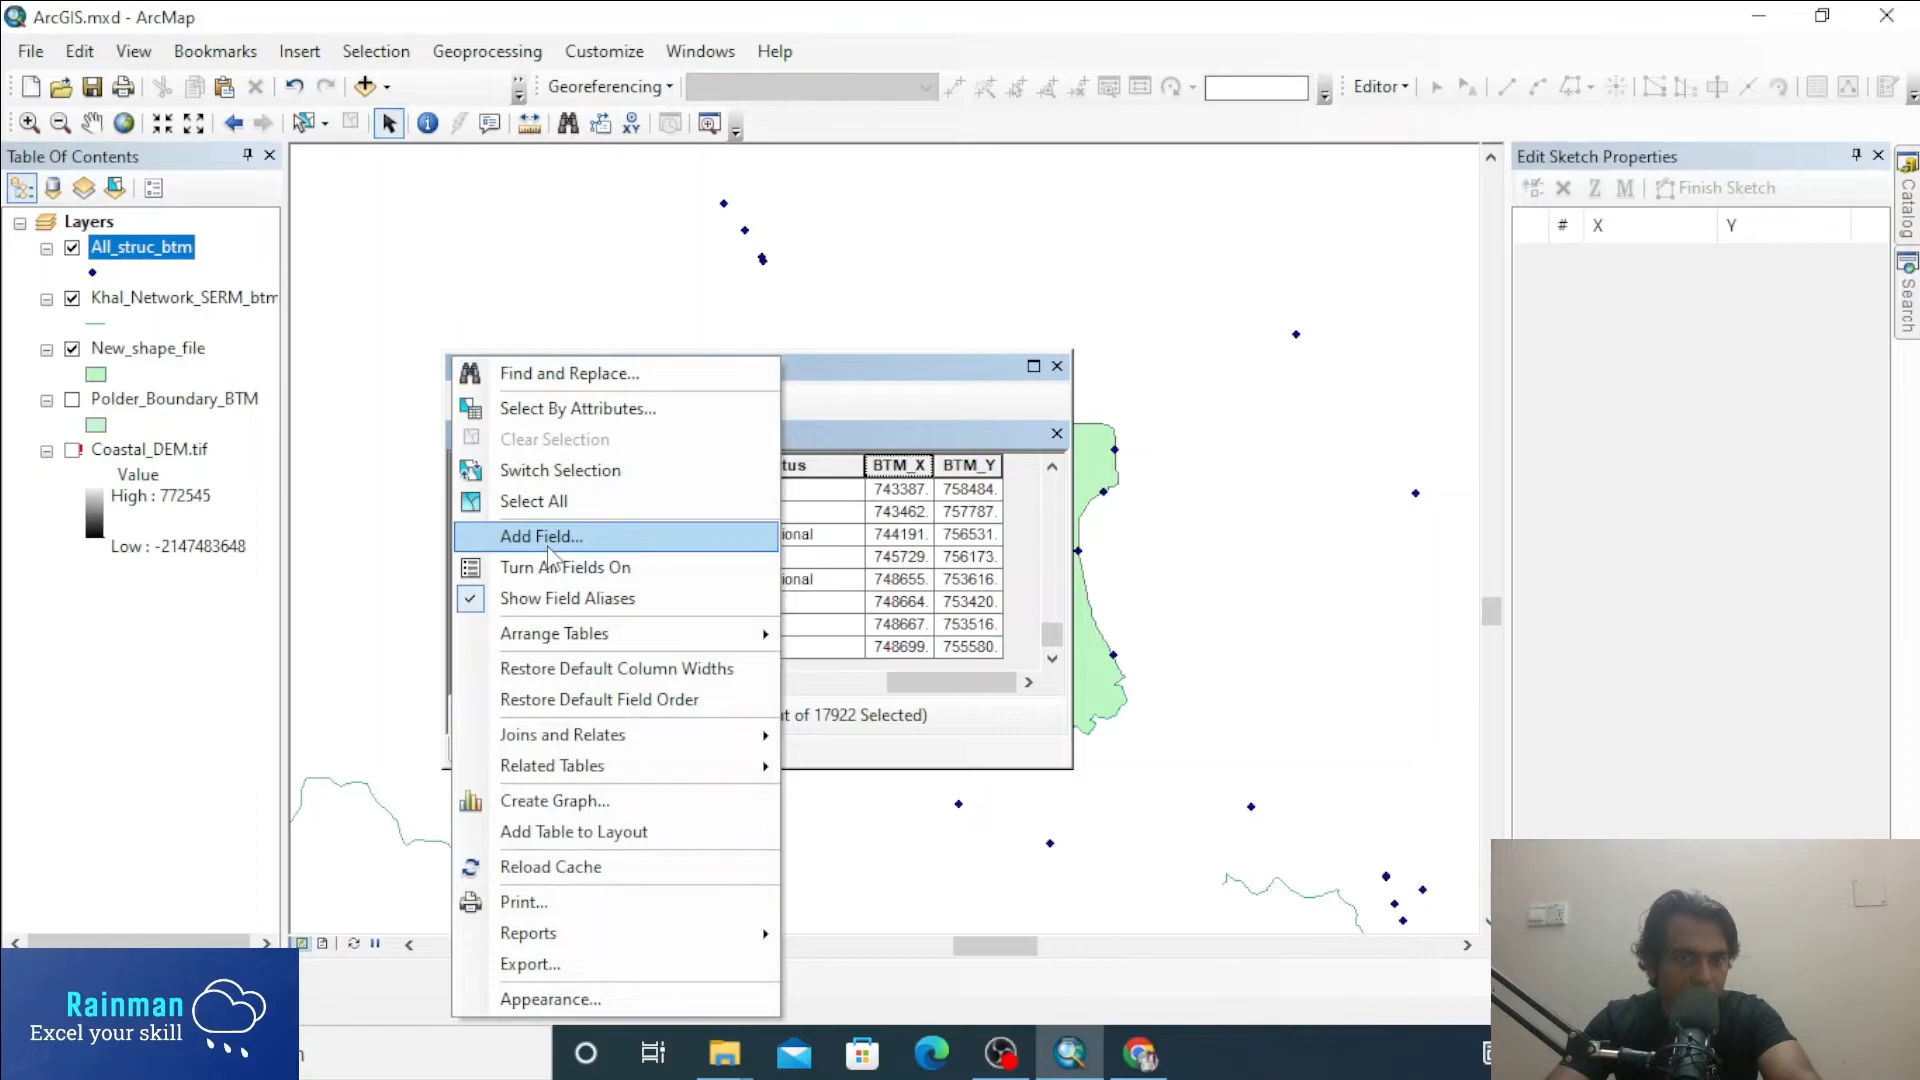 ArcGIS.mxd - ArcMap
File Edit View Bookmarks Insert Selection Geoprocessing Customize Windows Help
Georeferencing
Editor
XY
Table Of Contents
Layers
All_struc_btm
Khal_Network_SERM_btm
New_shape_file
Polder_Boundary_BTM
Coastal_DEM.tif
Value
High : 772545
Low : -2147483648
Find and Replace...
Select By Attributes...
Clear Selection
Switch Selection
Select All
Add Field...
Turn All Fields On
Show Field Aliases
Arrange Tables
Restore Default Column Widths
Restore Default Field Order
Joins and Relates
Related Tables
Create Graph...
Add Table to Layout
Reload Cache
Print...
Reports
Export...
Appearance...
tus BTM_X BTM_Y
743387. 758484.
743462. 757787.
ional 744191. 756531.
745729. 756173.
ional 748655. 753616.
748664. 753420.
748667. 753516.
748699. 755580.
t of 17922 Selected)
Edit Sketch Properties
Z M Finish Sketch
# X Y
Catalog
Search
Rainman
Excel your skill